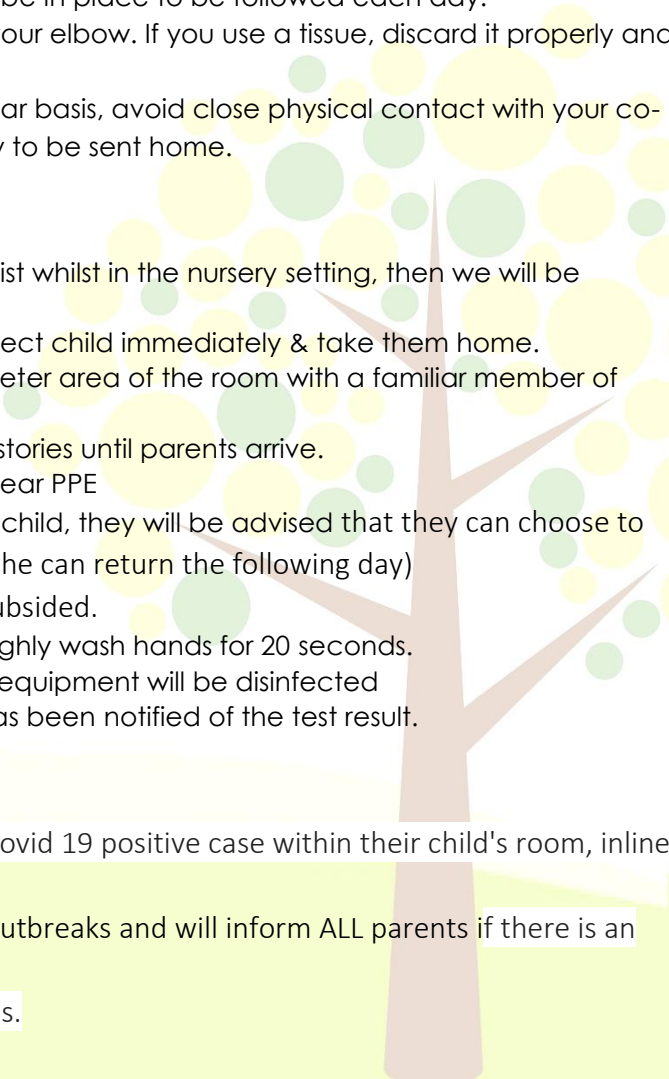 be in place to be followed each day.
your elbow. If you use a tissue, discard it properly and
ar basis, avoid close physical contact with your co-
y to be sent home.
ist whilst in the nursery setting, then we will be
ect child immediately & take them home.
eter area of the room with a familiar member of
stories until parents arrive.
ear PPE
child, they will be advised that they can choose to
he can return the following day)
ubsided.
ghly wash hands for 20 seconds.
equipment will be disinfected
as been notified of the test result.
ovid 19 positive case within their child's room, inline
utbreaks and will inform ALL parents if there is an
s.